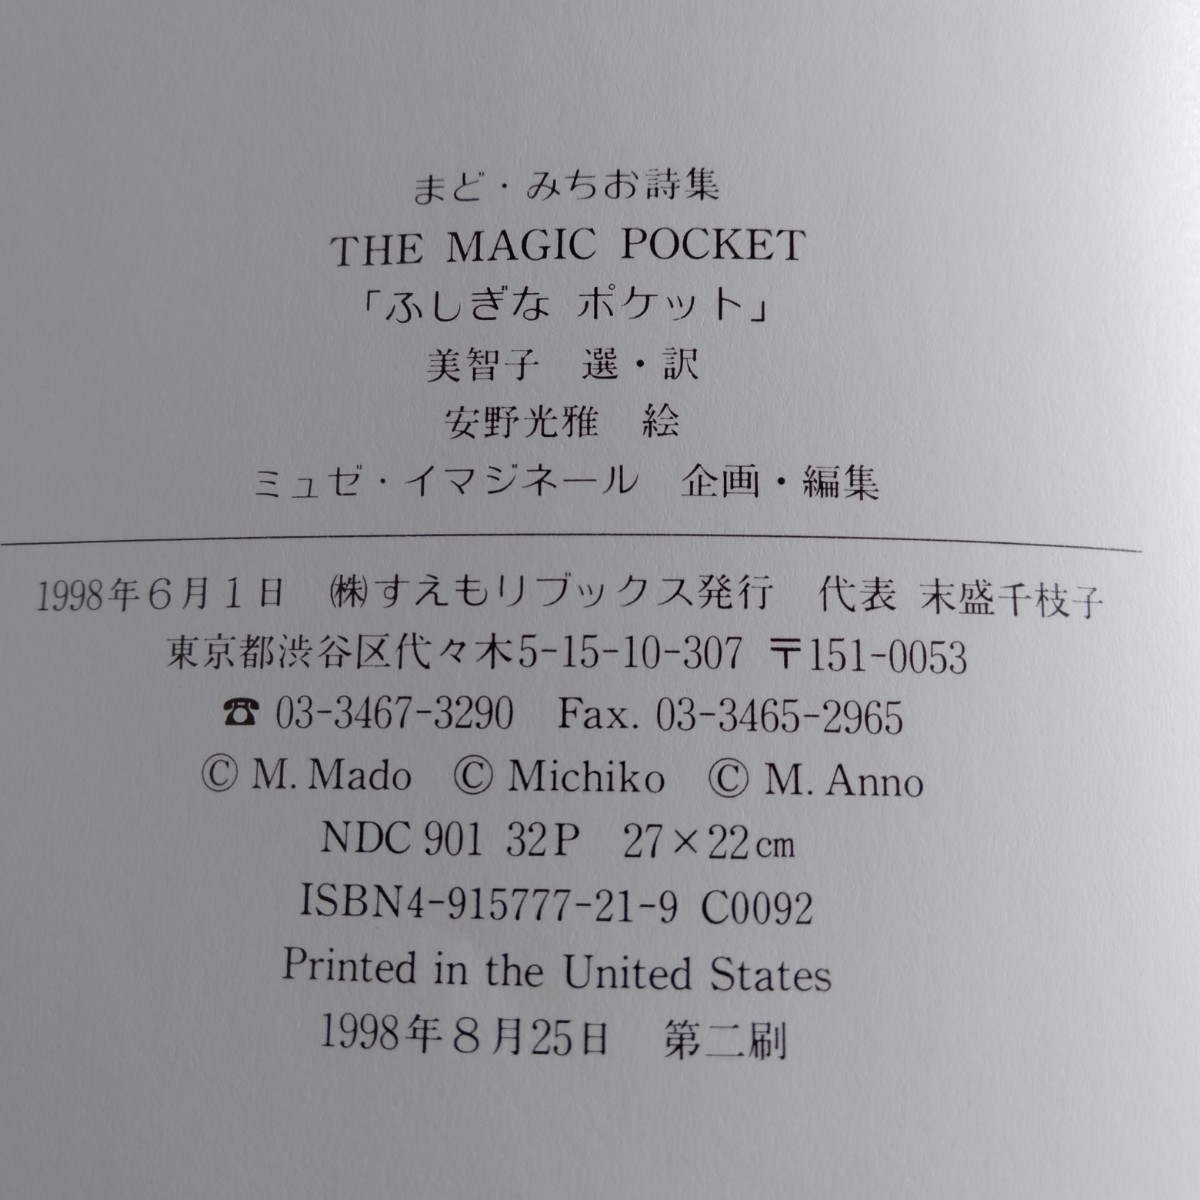 まど・みちお詩集
THE MAGIC POCKET
「ふしぎな ポケット」
美智子　選・訳
安野光雅　絵
ミュゼ・イマジネール　企画・編集
1998年6月1日　㈱すえもりブックス発行　代表 末盛千枝子
東京都渋谷区代々木5-15-10-307 〒151-0053
☎ 03-3467-3290　Fax. 03-3465-2965
© M. Mado　© Michiko　© M. Anno
NDC 901 32P　27×22㎝
ISBN4-915777-21-9 C0092
Printed in the United States
1998年8月25日　第二刷